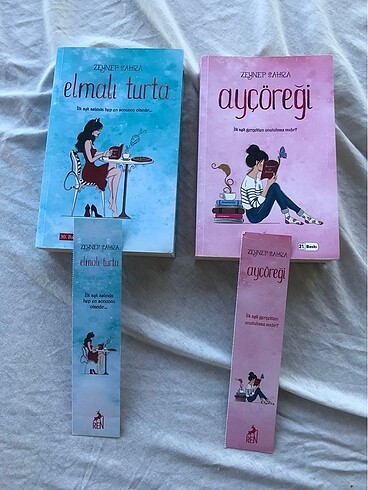 ZEYNEP SAHRA
elmalı turta
İlk aşk aslında hep en sonuncu olandır...
ZEYNEP SAHRA
ayçöreği
İlk aşk gerçekten unutulmaz mıdır?
21. Baskı
ZEYNEP SAHRA
elmalı turta
İlk aşk aslında
hep en sonuncu
olandır...
REN
ZEYNEP SAHRA
ayçöreği
İlk aşk gerçekten
unutulmaz mıdır?
REN